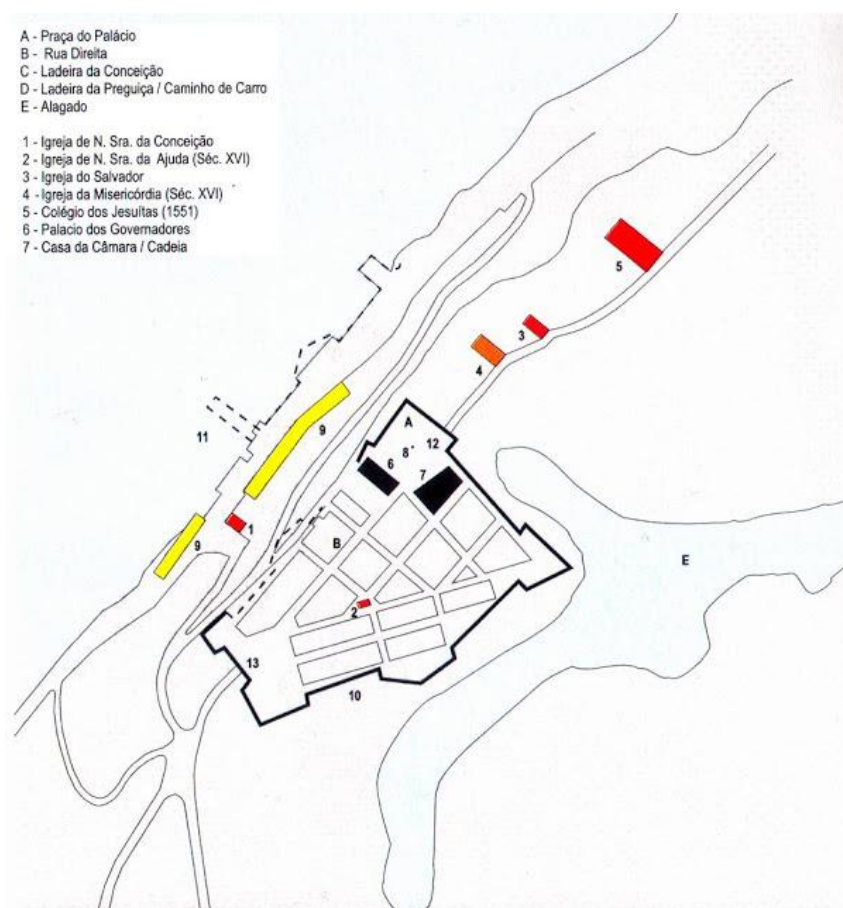 A - Praça do Palácio
B - Rua Direita
C - Ladeira da Conceição
D - Ladeira da Preguiça / Caminho de Carro
E - Alagado
1 - Igreja de N. Sra. da Conceição
2 - Igreja de N. Sra. da Ajuda (Séc. XVI)
3 - Igreja do Salvador
4 - Igreja da Misericórdia (Séc. XVI)
5 - Colégio dos Jesuítas (1551)
6 - Palacio dos Governadores
7 - Casa da Câmara / Cadeia
5
3
4
A
12
8
9
11
6
7
1
B
9
E
2
13
10